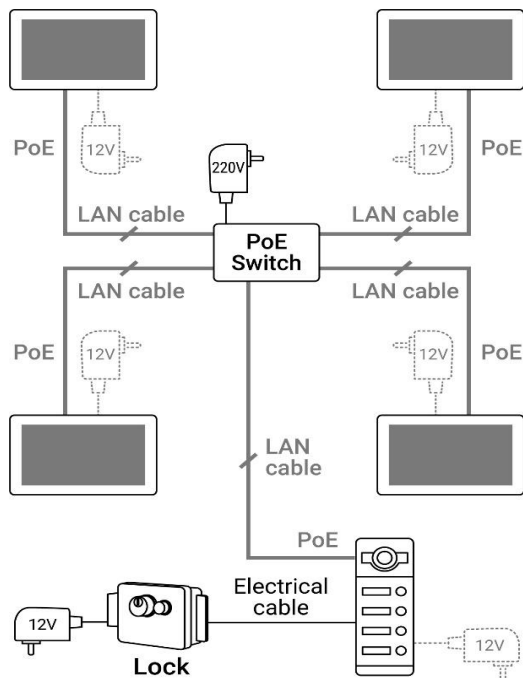 PoE
12V
220V
12V
PoE
LAN cable
LAN cable
PoE
Switch
LAN cable
LAN cable
PoE
12V
12V
PoE
LAN
cable
PoE
Electrical
cable
12V
12V
Lock